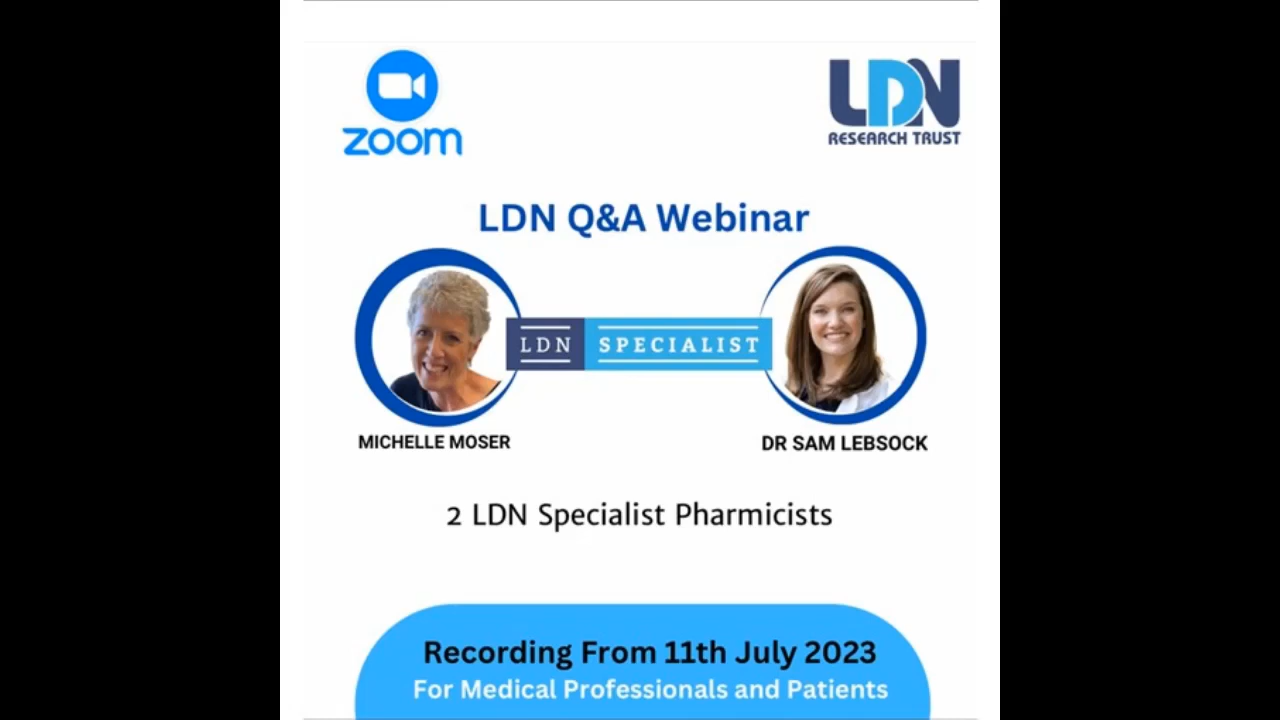 zoom
LDN
RESEARCH TRUST
LDN Q&A Webinar
LDN SPECIALIST
MICHELLE MOSER
DR SAM LEBSOCK
2 LDN Specialist Pharmicists
Recording From 11th July 2023
For Medical Professionals and Patients